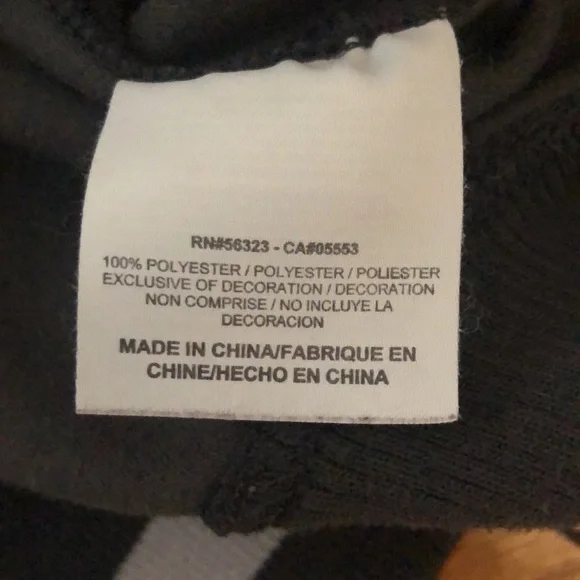 RN#56323 - CA#05553
100% POLYESTER / POLYESTER / POLIESTER
EXCLUSIVE OF DECORATION / DECORATION
NON COMPRISE / NO INCLUYE LA
DECORACION
MADE IN CHINA/FABRIQUE EN
CHINE/HECHO EN CHINA